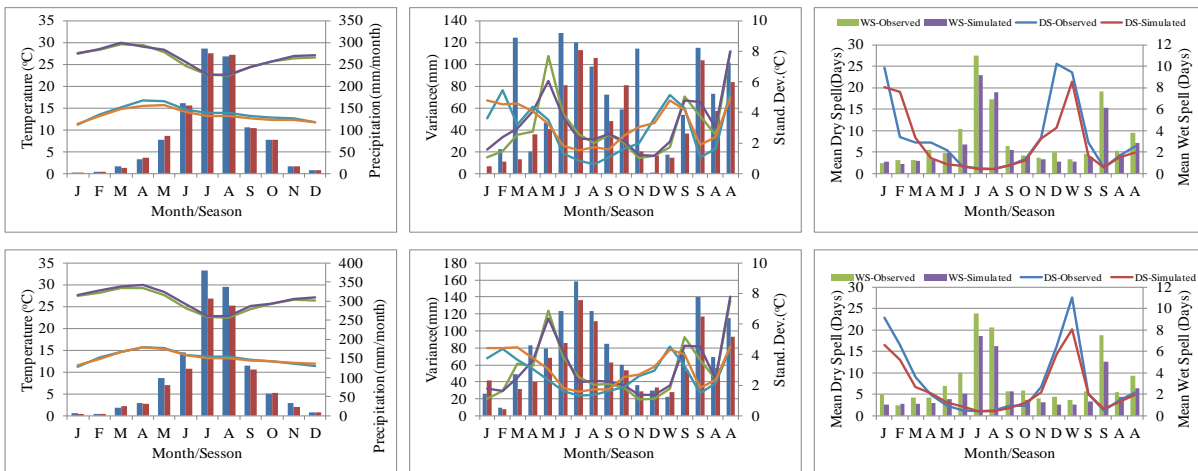 35 30 25 20 15 10 5 0
Temperature (°C)
350 300 250 200 150 100 50 0
Precipitation (mm/month)
J F M A M J J A S O N D
Month/Season
140 120 100 80 60 40 20 0
Variance(mm)
10 8 6 4 2 0
Stand. Dev.(°C)
J F M A M J J A S O N D W S S A A
Month/Season
WS-Observed WS-Simulated DS-Observed DS-Simulated
30 25 20 15 10 5 0
Mean Dry Spell(Days)
12 10 8 6 4 2 0
Mean Wet Spell (Days)
J F M A M J J A S O N D W S S A A
Month/Season
35 30 25 20 15 10 5 0
Temperature (°C)
400 350 300 250 200 150 100 50 0
Precipitation (mm/month)
J F M A M J J A S O N D
Month/Sesson
180 160 140 120 100 80 60 40 20 0
Variance(mm)
10 8 6 4 2 0
Stand. Dev.(°C)
J F M A M J J A S O N D W S S A A
Month/Season
WS-Observed WS-Simulated DS-Observed DS-Simulated
30 25 20 15 10 5 0
Mean Dry Spell (Days)
12 10 8 6 4 2 0
Mean Wet Spell (Days)
J F M A M J J A S O N D W S S A A
Month/Season